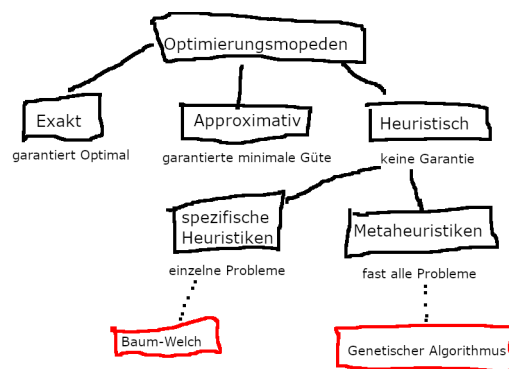 Optimierungsmopeden
Exakt
Approximativ
Heuristisch
garantiert Optimal
garantierte minimale Güte
keine Garantie
spezifische
Heuristiken
Metaheuristiken
einzelne Probleme
fast alle Probleme
Baum-Welch
Genetischer Algorithmus